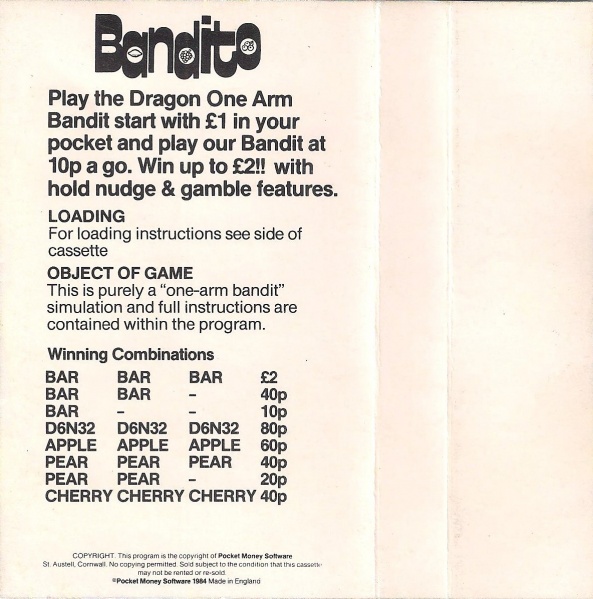 Bandito
Play the Dragon One Arm
Bandit start with £1 in your
pocket and play our Bandit at
10p a go. Win up to £2!! with
hold nudge & gamble features.
LOADING
For loading instructions see side of
cassette
OBJECT OF GAME
This is purely a “one-arm bandit”
simulation and full instructions are
contained within the program.
Winning Combinations
BAR BAR BAR £2
BAR BAR – 40p
BAR – – 10p
D6N32 D6N32 D6N32 80p
APPLE APPLE APPLE 60p
PEAR PEAR PEAR 40p
PEAR PEAR – 20p
CHERRY CHERRY CHERRY 40p
COPYRIGHT. This program is the copyright of Pocket Money Software
St. Austell, Cornwall. No copying permitted. Sold subject to the condition that this cassette
may not be rented or re-sold.
©Pocket Money Software 1984 Made in England